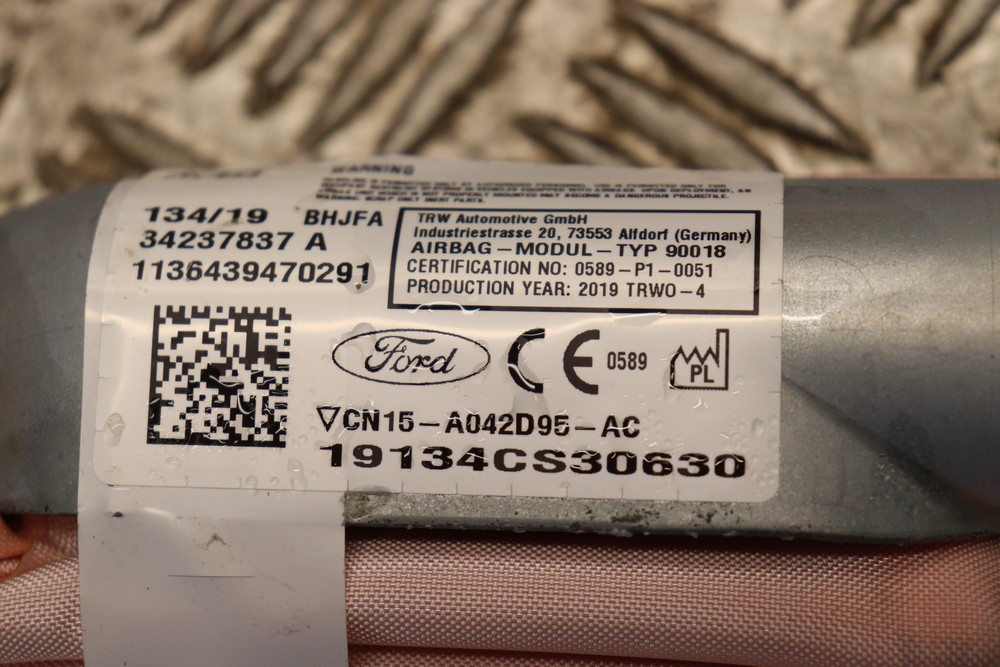 WARNING
134/19 BHJFA
34237837 A
1136439470291
TRW Automotive GmbH
Industriestrasse 20, 73553 Alfdorf (Germany)
AIRBAG-MODUL-TYP 90018
CERTIFICATION NO: 0589-P1-0051
PRODUCTION YEAR: 2019 TRWO-4
Ford CE 0589 PL
▽CN15-A042D95-AC
19134CS30630